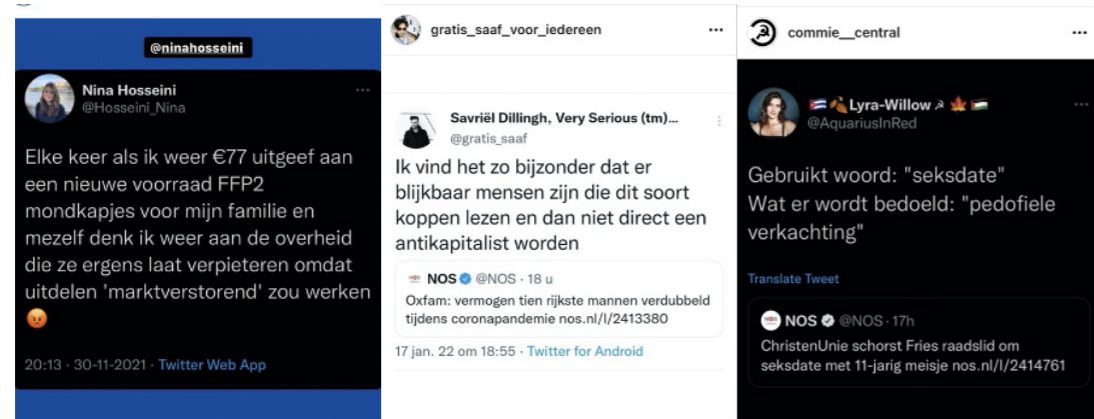 @ninahosseini
Nina Hosseini
@Hosseini_Nina
Elke keer als ik weer €77 uitgeef aan
een nieuwe voorraad FFP2
mondkapjes voor mijn familie en
mezelf denk ik weer aan de overheid
die ze ergens laat verpieteren omdat
uitdelen 'marktverstorend' zou werken
😡
20:13 · 30-11-2021 · Twitter Web App
gratis_saaf_voor_iedereen
Savriël Dillingh, Very Serious (tm)...
@gratis_saaf
Ik vind het zo bijzonder dat er
blijkbaar mensen zijn die dit soort
koppen lezen en dan niet direct een
antikapitalist worden
NOS @NOS · 18 u
Oxfam: vermogen tien rijkste mannen verdubbeld
tijdens coronapandemie nos.nl/l/2413380
17 jan. 22 om 18:55 · Twitter for Android
commie__central
🇨🇺🍂Lyra-Willow☭🍁🇵🇸
@AquariusInRed
Gebruikt woord: "seksdate"
Wat er wordt bedoeld: "pedofiele
verkachting"
Translate Tweet
NOS @NOS · 17h
ChristenUnie schorst Fries raadslid om
seksdate met 11-jarig meisje nos.nl/l/2414761